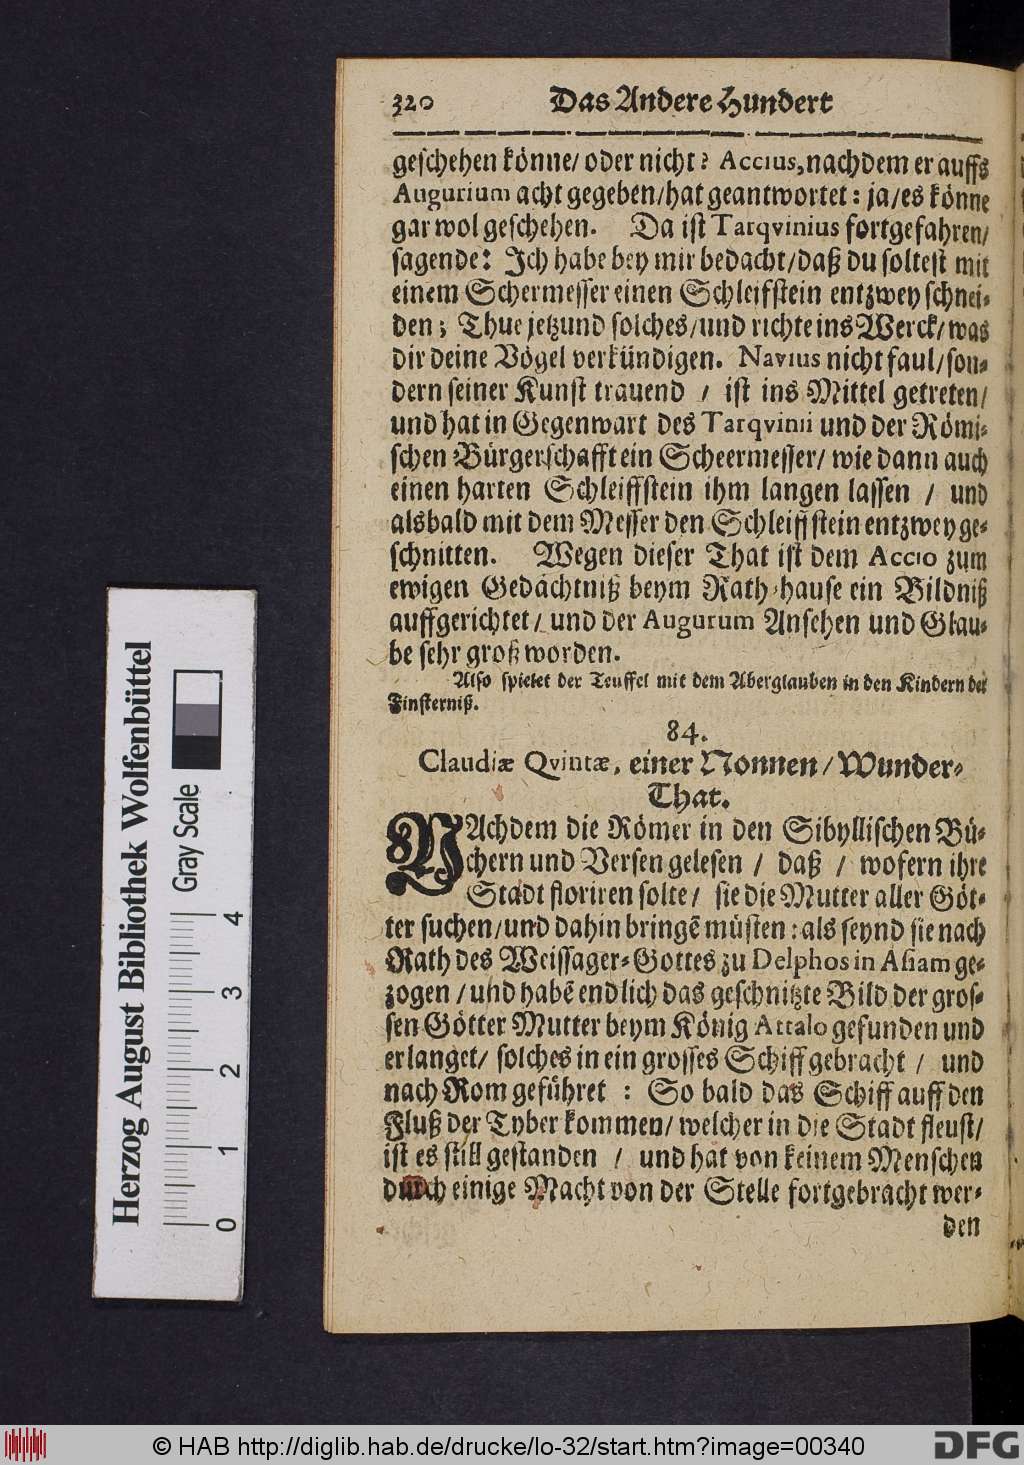 320 Das Andere Hundert
geschehen könne/ oder nicht? Accius, nachdem er auffs
Augurium acht gegeben/ hat geantwortet: ja/ es könne
gar wol geschehen. Da ist Tarqvinius fortgefahren/
sagende: Ich habe bey mir bedacht/ daß du soltest mit
einem Schermesser einen Schleifstein entzwey schnei-
den; Thue jetzund solches/ und richte ins Werck/ was
dir deine Vögel verkündigen. Navius nicht faul/ son-
dern seiner Kunst trauend / ist ins Mittel getreten/
und hat in Gegenwart des Tarqvinii und der Römi-
schen Bürgerschafft ein Scheermesser/ wie dann auch
einen harten Schleiffstein ihm langen lassen / und
alsbald mit dem Messer den Schleiffstein entzwey ge-
schnitten. Wegen dieser That ist dem Accio zum
ewigen Gedächtniß beym Rath-hause ein Bildniß
auffgerichtet/ und der Augurum Ansehen und Glau-
be sehr groß worden.
Also spielet der Teuffel mit dem Aberglauben in den Kindern der
Finsterniß.
84.
Claudiæ Qvintæ, einer Nonnen/ Wunder-
That.
NAchdem die Römer in den Sibyllischen Bü-
chern und Versen gelesen / daß / wofern ihre
Stadt floriren solte/ sie die Mutter aller Göt-
ter suchen/ und dahin bringē müsten: als seynd sie nach
Rath des Weissager-Gottes zu Delphos in Asiam ge-
zogen / und habē endlich das geschnitzte Bild der gros-
sen Götter Mutter beym König Attalo gefunden und
erlanget/ solches in ein grosses Schiff gebracht / und
nach Rom geführet : So bald das Schiff auff den
Fluß der Tyber kommen/ welcher in die Stadt fleust/
ist es still gestanden / und hat von keinem Menschen
durch einige Macht von der Stelle fortgebracht wer-
den
Herzog August Bibliothek Wolfenbüttel
Gray Scale
0 1 2 3 4
© HAB http://diglib.hab.de/drucke/lo-32/start.htm?image=00340
DFG